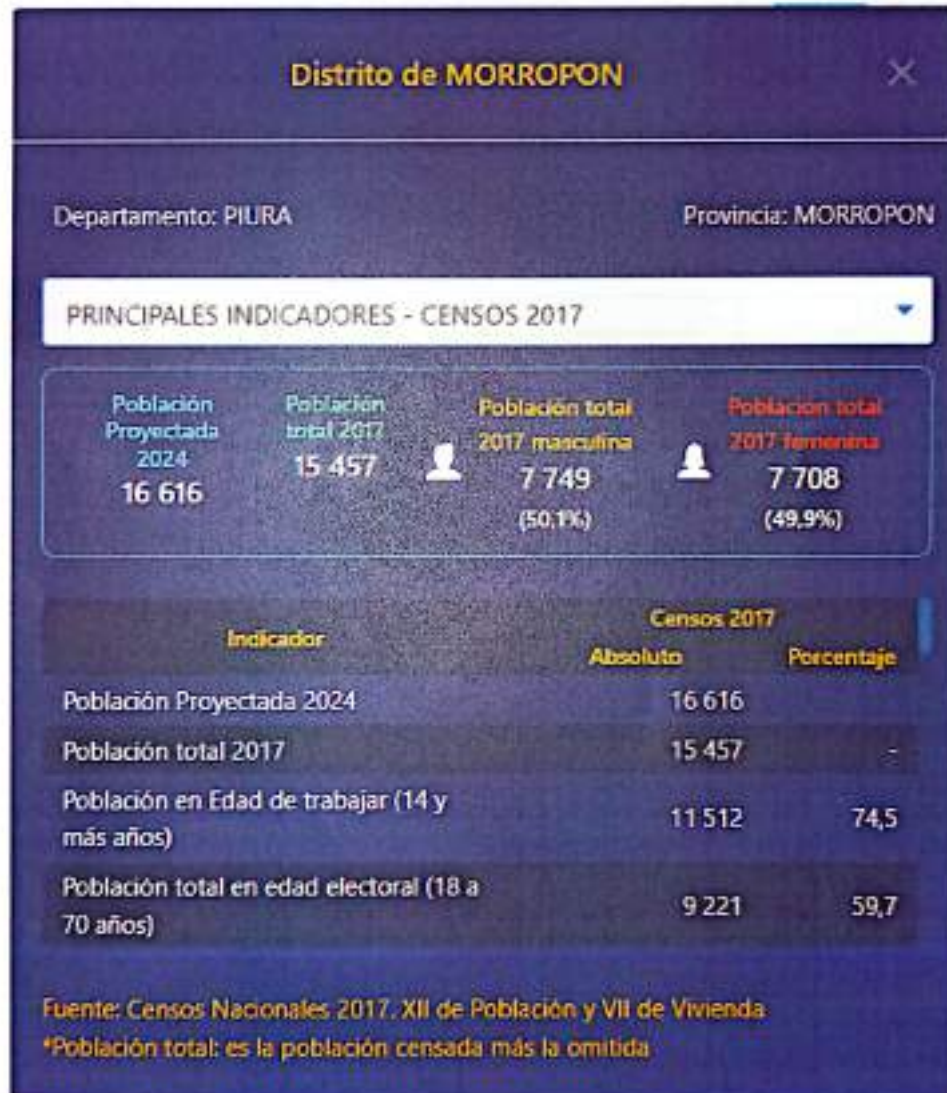 Distrito de MORROPON
Departamento: PIURA
Provincia: MORROPON
PRINCIPALES INDICADORES - CENSOS 2017
Población
Proyectada
2024
16 616
Población
total 2017
15 457
Población total
2017 masculina
7 749
(50,1%)
Población total
2017 femenina
7 708
(49,9%)
Indicador
Censos 2017
Absoluto Porcentaje
Población Proyectada 2024 16 616
Población total 2017 15 457 -
Población en Edad de trabajar (14 y
más años) 11 512 74,5
Población total en edad electoral (18 a
70 años) 9 221 59,7
Fuente: Censos Nacionales 2017. XII de Población y VII de Vivienda
*Población total: es la población censada más la omitida